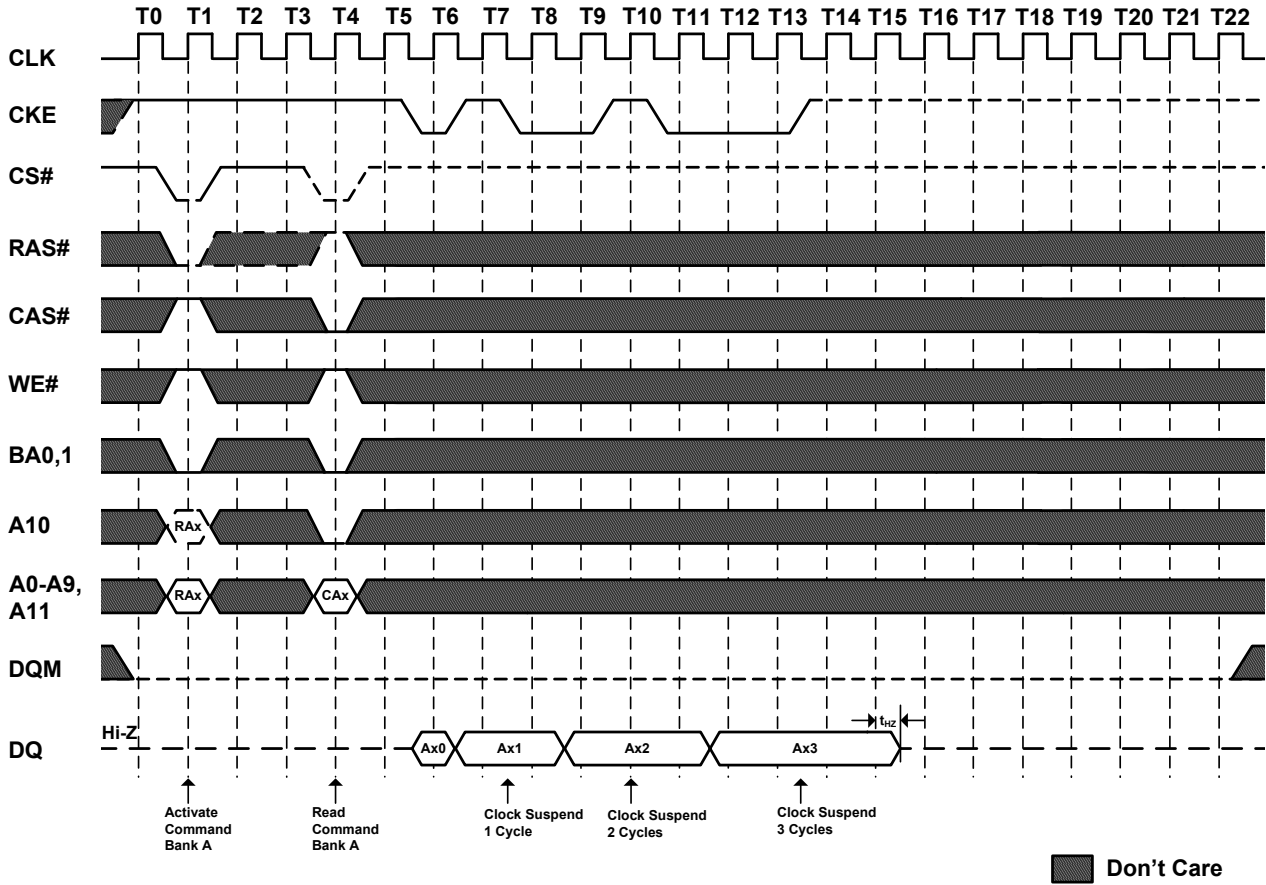 T0 T1 T2 T3 T4 T5 T6 T7 T8 T9 T10 T11 T12 T13 T14 T15 T16 T17 T18 T19 T20 T21 T22
CLK
CKE
CS#
RAS#
CAS#
WE#
BA0,1
A10
RAx
A0-A9,
A11
RAx
CAx
DQM
DQ
Hi-Z
Ax0
Ax1
Ax2
Ax3
tHZ
Activate
Command
Bank A
Read
Command
Bank A
Clock Suspend
1 Cycle
Clock Suspend
2 Cycles
Clock Suspend
3 Cycles
Don't Care